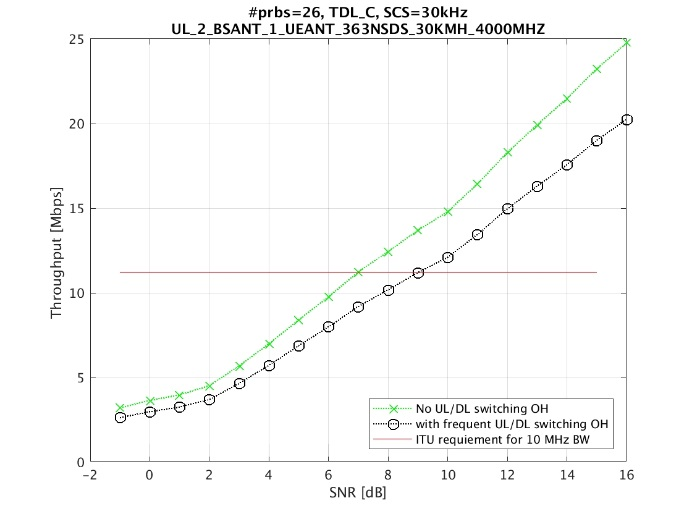 #prbs=26, TDL_C, SCS=30kHz
UL_2_BSANT_1_UEANT_363NSDS_30KMH_4000MHZ
25
20
15
10
5
0
Throughput [Mbps]
No UL/DL switching OH
with frequent UL/DL switching OH
ITU requiement for 10 MHz BW
-2 0 2 4 6 8 10 12 14 16
SNR [dB]